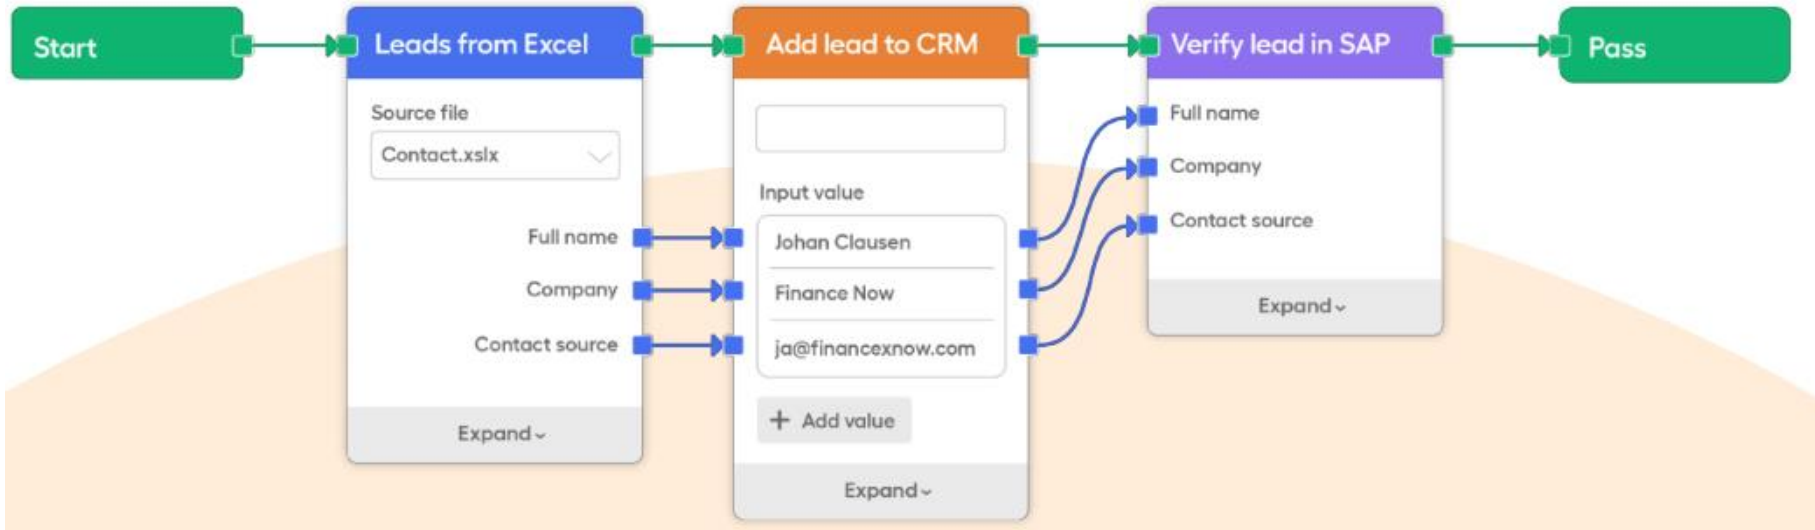 Start
Leads from Excel
Source file
Contact.xslx
Full name
Company
Contact source
Expand
Add lead to CRM
Input value
Johan Clausen
Finance Now
ja@financexnow.com
+ Add value
Expand
Verify lead in SAP
Full name
Company
Contact source
Expand
Pass